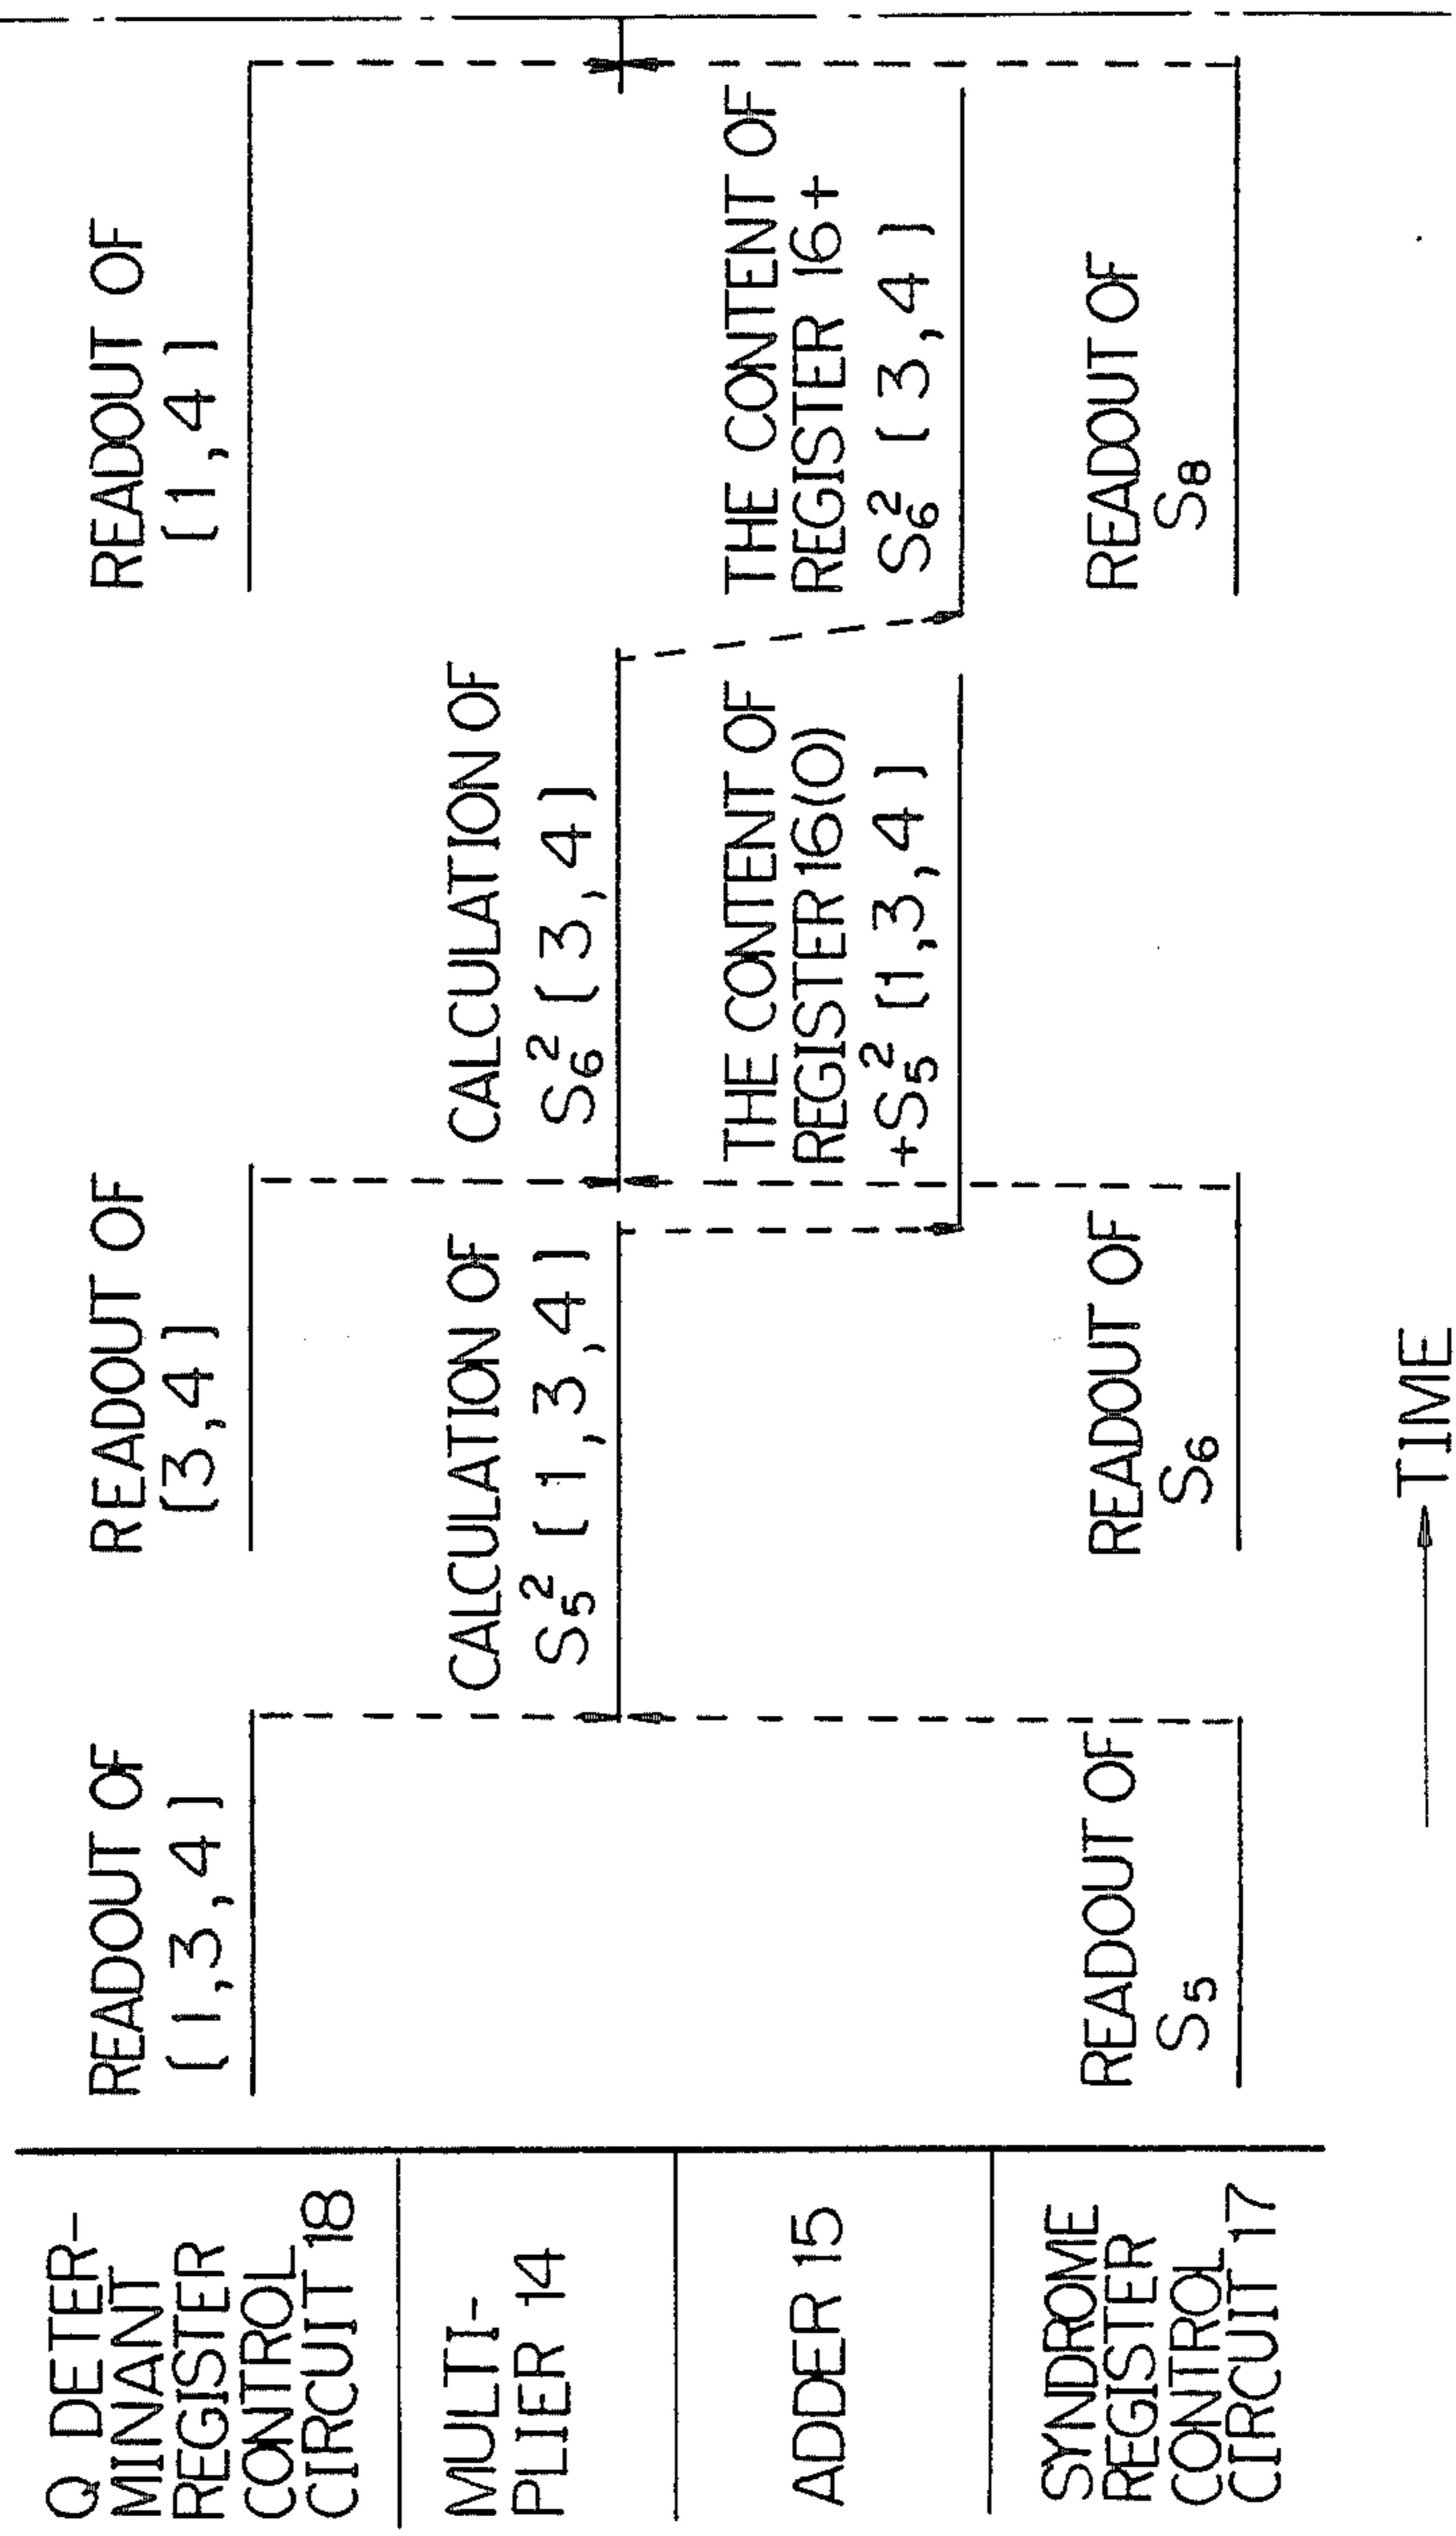 Q DETER-
MINANT
REGISTER
CONTROL
CIRCUIT 18
READOUT OF
[1,3,4]
READOUT OF
[3,4]
READOUT OF
[1,4]
MULTI-
PLIER 14
CALCULATION OF
S₅² [1,3,4]
CALCULATION OF
S₆² [3,4]
ADDER 15
THE CONTENT OF
REGISTER 16(0)
+S₅² [1,3,4]
THE CONTENT OF
REGISTER 16+
S₆² [3,4]
SYNDROME
REGISTER
CONTROL
CIRCUIT 17
READOUT OF
S₅
READOUT OF
S₆
READOUT OF
S₈
TIME